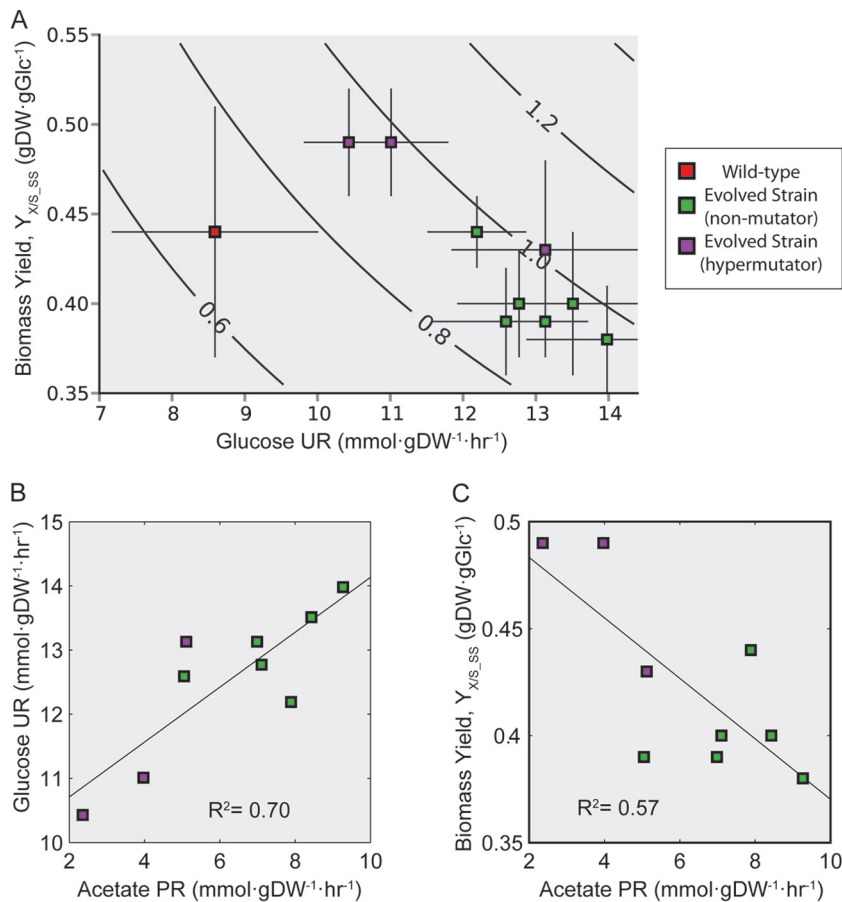 A
Biomass Yield, Y_X/S_SS (gDW·gGlc⁻¹)
0.55
0.50
0.45
0.40
0.35
1.2
1.0
0.8
0.6
7 8 9 10 11 12 13 14
Glucose UR (mmol·gDW⁻¹·hr⁻¹)
Wild-type
Evolved Strain
(non-mutator)
Evolved Strain
(hypermutator)
B
Glucose UR (mmol·gDW⁻¹·hr⁻¹)
15
14
13
12
11
10
R²= 0.70
2 4 6 8 10
Acetate PR (mmol·gDW⁻¹·hr⁻¹)
C
Biomass Yield, Y_X/S_SS (gDW·gGlc⁻¹)
0.5
0.45
0.4
0.35
R²= 0.57
2 4 6 8 10
Acetate PR (mmol·gDW⁻¹·hr⁻¹)